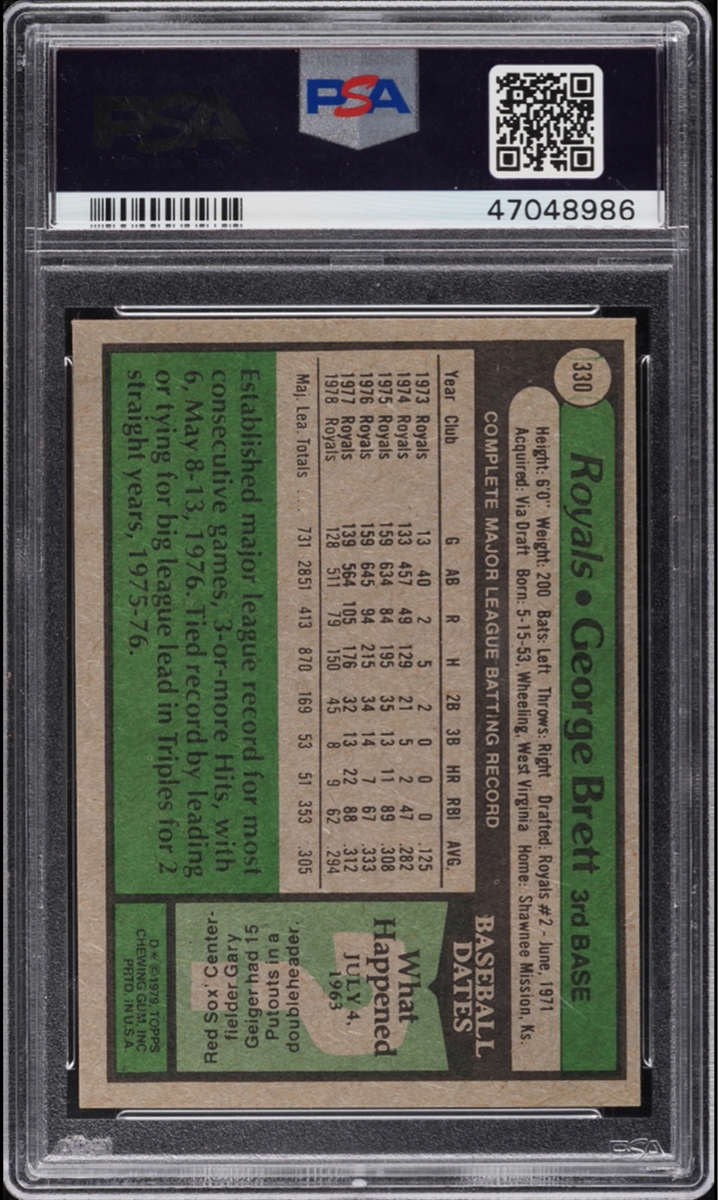 PSA
PSA
47048986
330
Royals • George Brett 3rd BASE
Height: 6'0" Weight: 200 Bats: Left Throws: Right Drafted: Royals #2 - June, 1971
Acquired: Via Draft Born: 5-15-53, Wheeling, West Virginia Home: Shawnee Mission, Ks.
COMPLETE MAJOR LEAGUE BATTING RECORD
Year Club G AB R H 2B 3B HR RBI AVG.
1973 Royals 13 40 2 5 2 0 0 0 .125
1974 Royals 133 457 49 129 21 5 2 47 .282
1975 Royals 159 634 84 195 35 13 11 89 .308
1976 Royals 159 645 94 215 34 14 7 67 .333
1977 Royals 139 564 105 176 32 13 22 88 .312
1978 Royals 128 511 79 150 45 8 9 62 .294
Maj. Lea. Totals .... 731 2851 413 870 169 53 51 353 .305
Established major league record for most
consecutive games, 3-or-more Hits, with
6, May 8-13, 1976. Tied record by leading
or tying for big league lead in Triples for 2
straight years, 1975-76.
BASEBALL
DATES
What
Happened
JULY 4,
1963
?
Red Sox' Center-
fielder Gary
Geiger had 15
Putouts in a
doubleheader.
D* © 1979, TOPPS
CHEWING GUM, INC
PRTD. IN U.S.A.
PSA